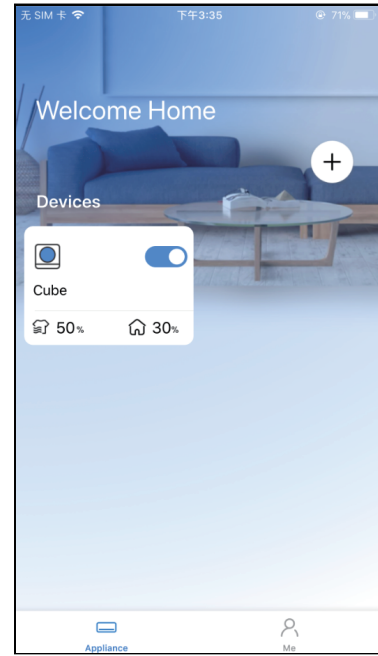 无 SIM 卡 下午3:35 71%
Welcome Home
+
Devices
Cube
50% 30%
Appliance Me